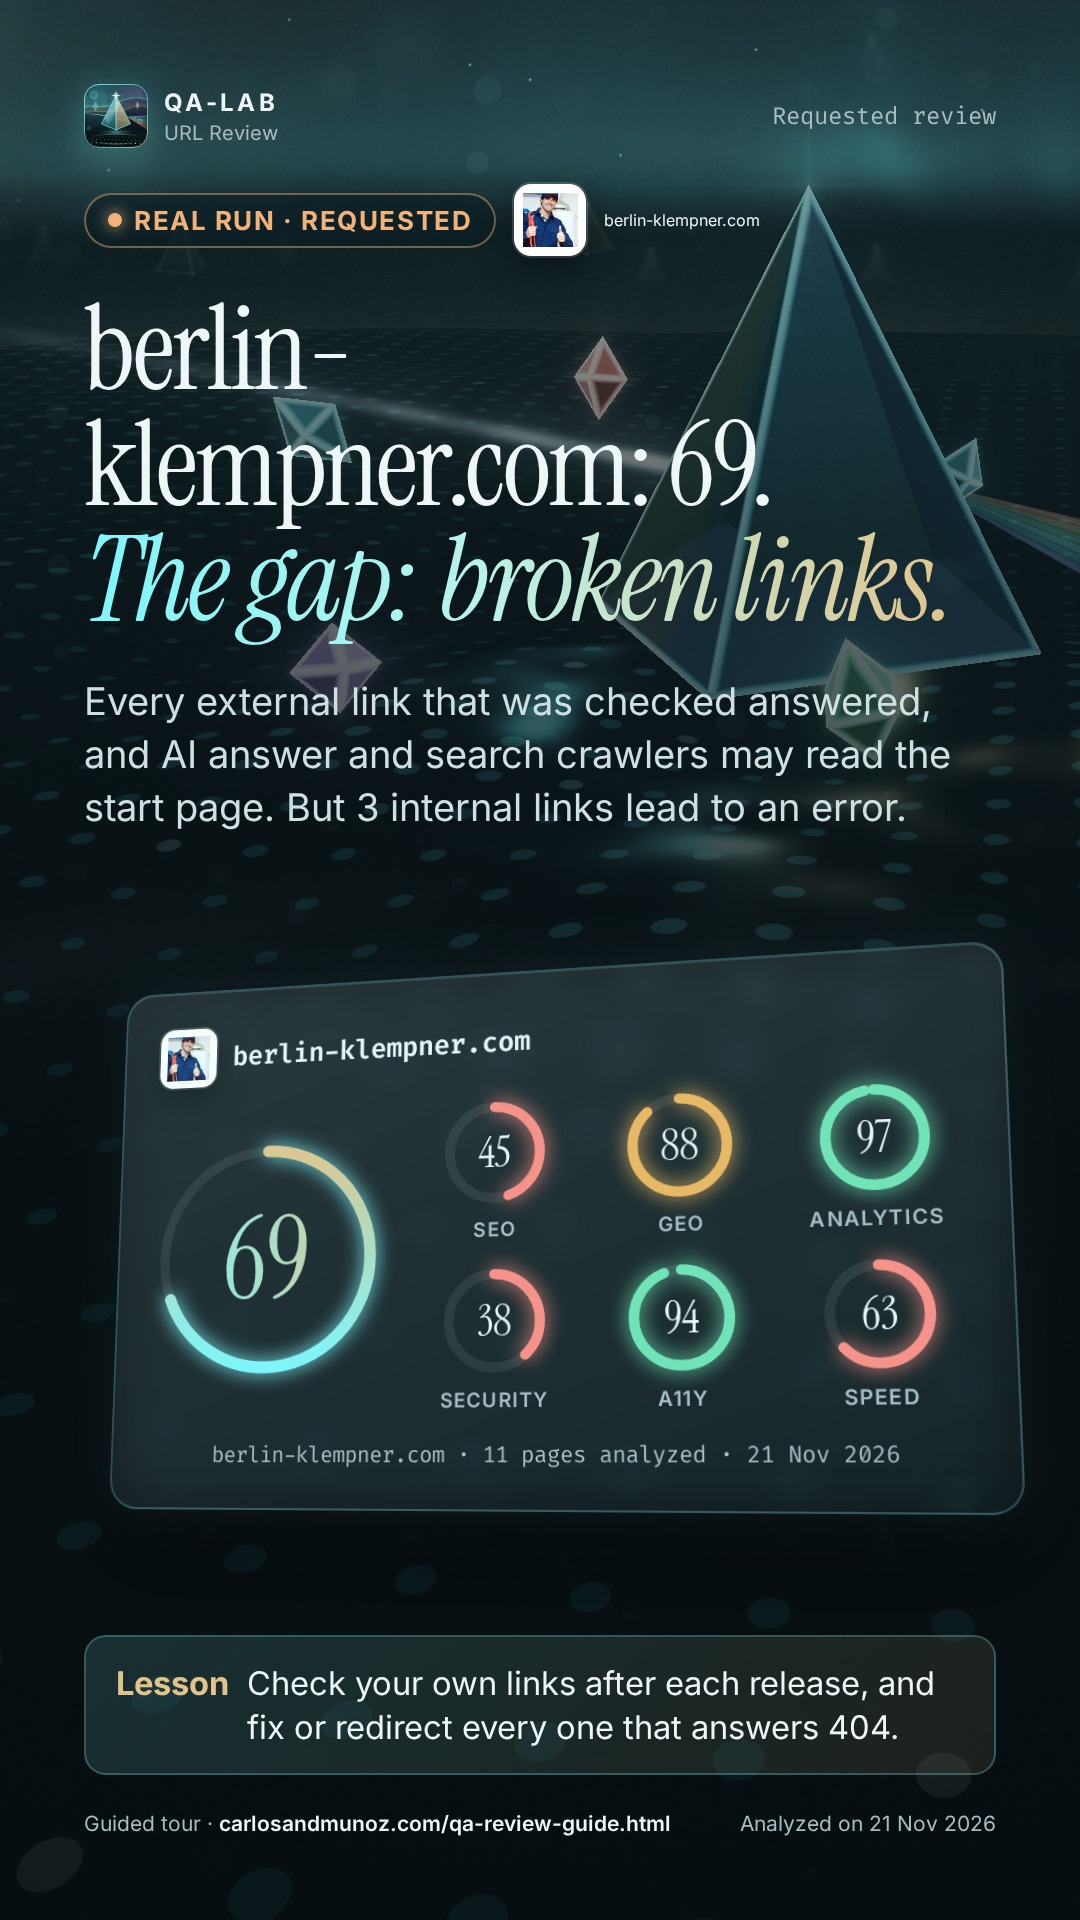 QA-LAB
URL Review
Requested review
REAL RUN · REQUESTED
berlin-klempner.com
berlin-
klempner.com: 69.
The gap: broken links.
Every external link that was checked answered,
and AI answer and search crawlers may read the
start page. But 3 internal links lead to an error.
berlin-klempner.com
69
45
SEO
88
GEO
97
ANALYTICS
38
SECURITY
94
A11Y
63
SPEED
berlin-klempner.com · 11 pages analyzed · 21 Nov 2026
Lesson Check your own links after each release, and
fix or redirect every one that answers 404.
Guided tour · carlosandmunoz.com/qa-review-guide.html
Analyzed on 21 Nov 2026